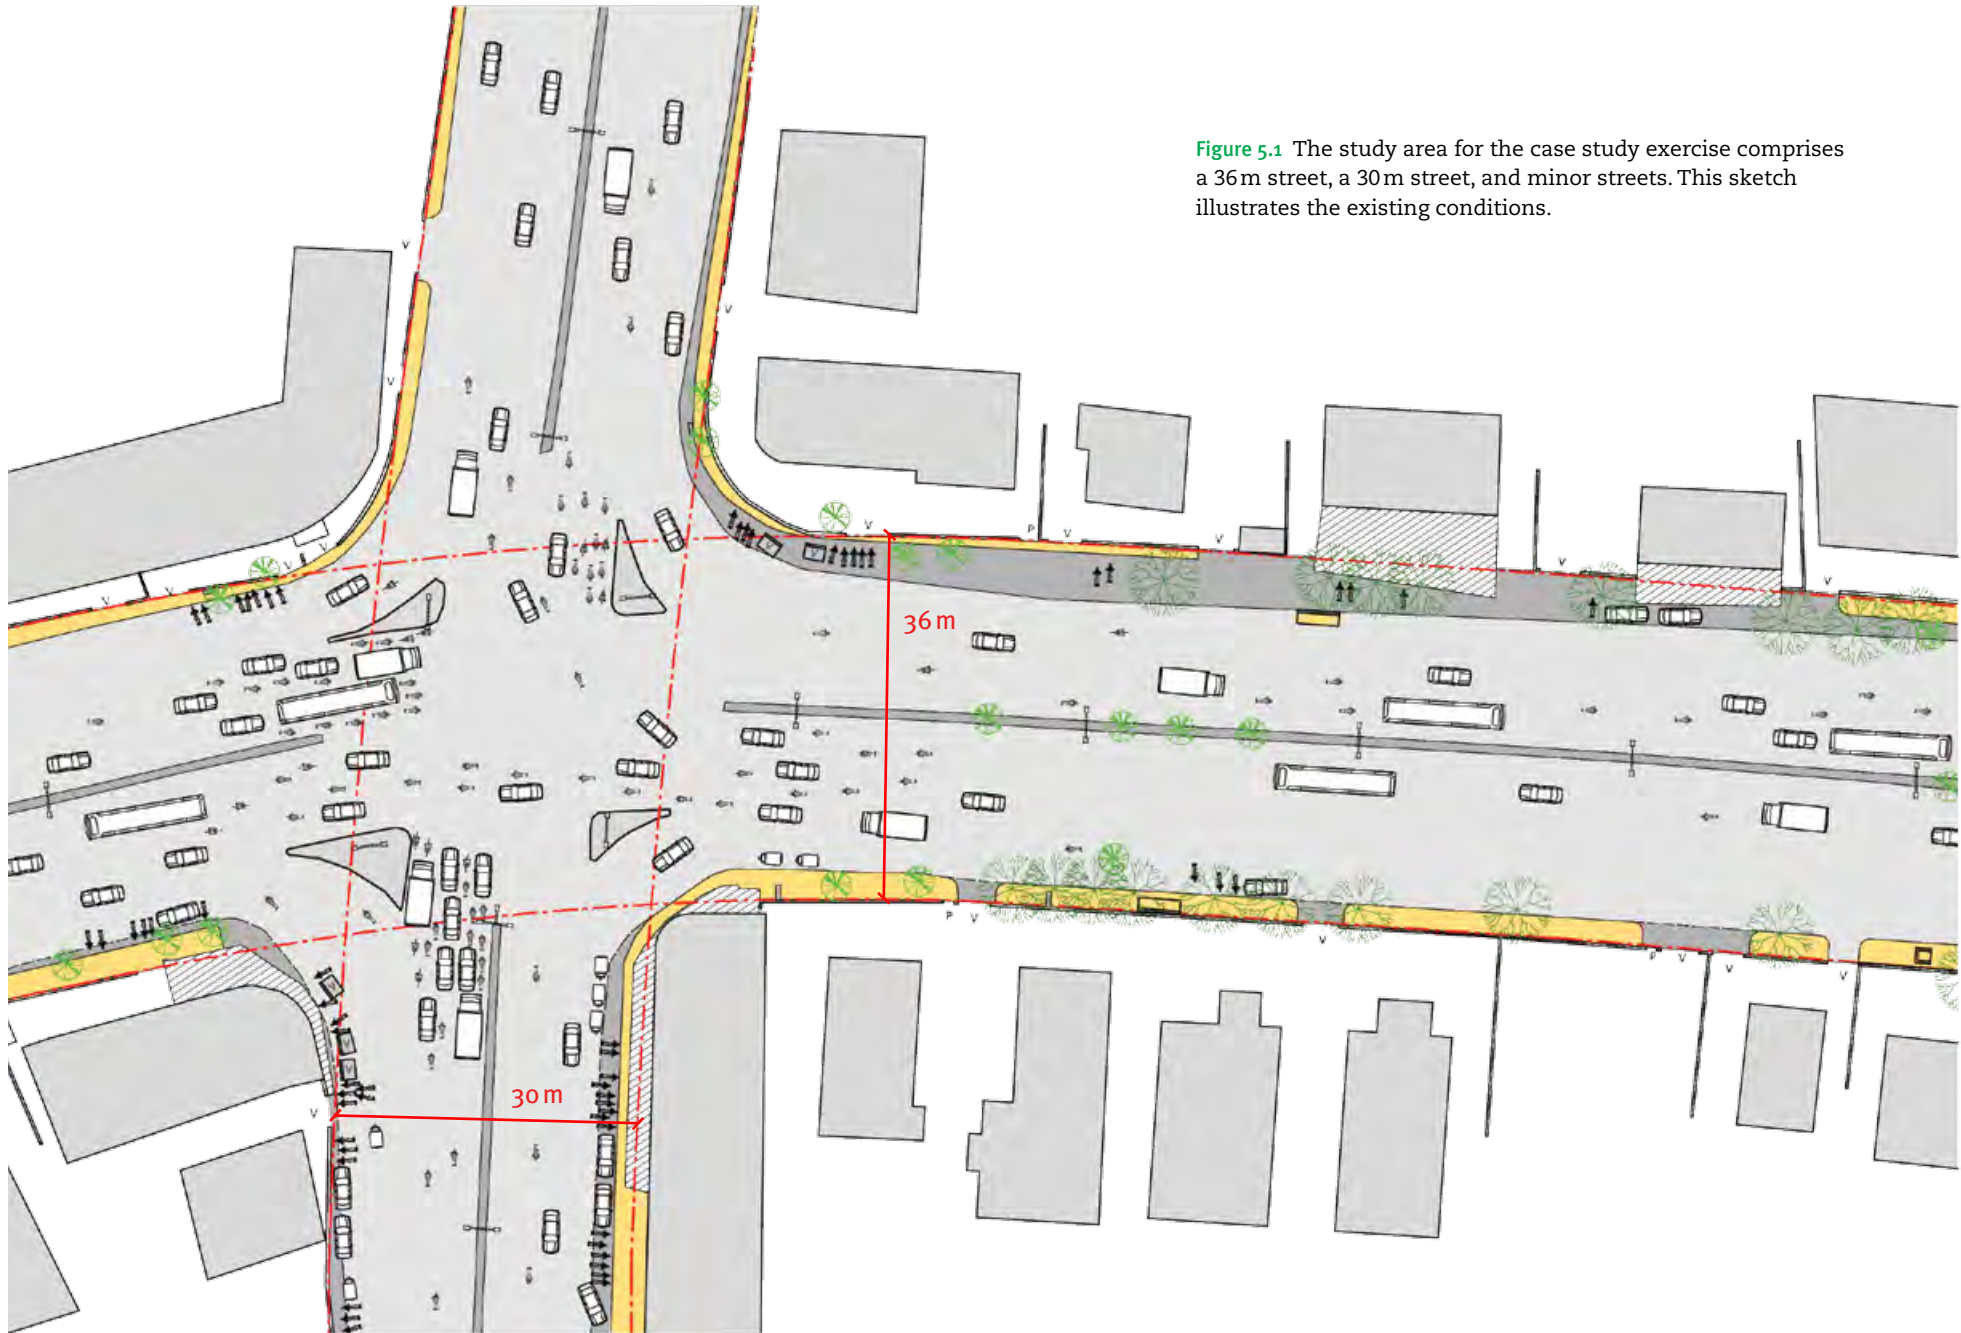 Figure 5.1 The study area for the case study exercise comprises
a 36 m street, a 30 m street, and minor streets. This sketch
illustrates the existing conditions.
V
V
V
V
V
V
V
V
V
P
V
V
V
V
36 m
P
V
V
P
V
V
V
30 m
V